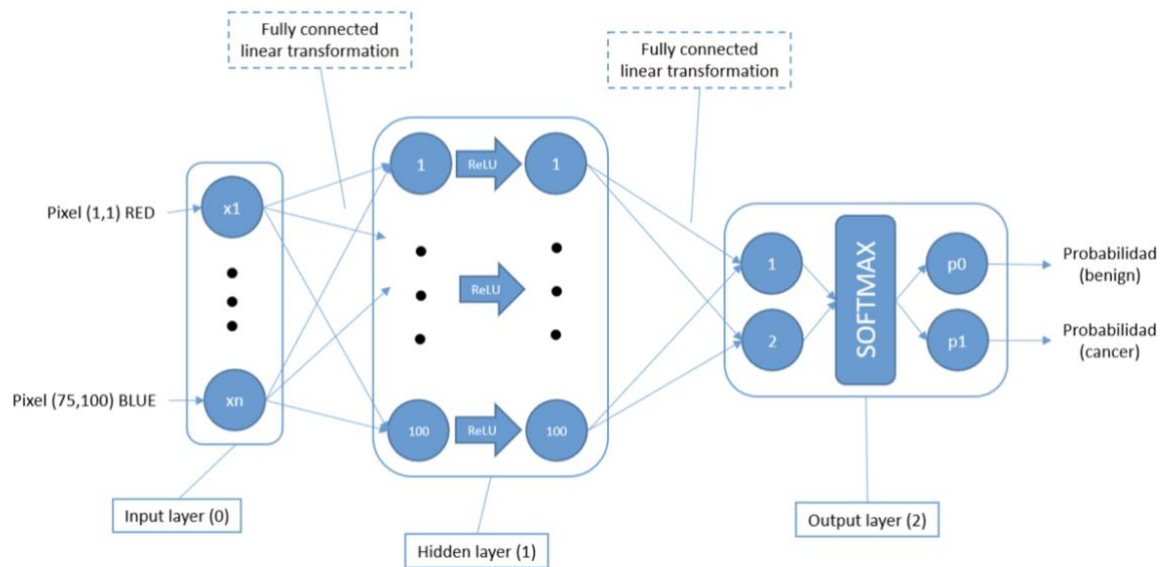 Fully connected
linear transformation
Fully connected
linear transformation
1
ReLU
1
Pixel (1,1) RED
x1
ReLU
1
2
SOFTMAX
p0
p1
Probabilidad
(benign)
Probabilidad
(cancer)
Pixel (75,100) BLUE
xn
100
ReLU
100
Input layer (0)
Hidden layer (1)
Output layer (2)